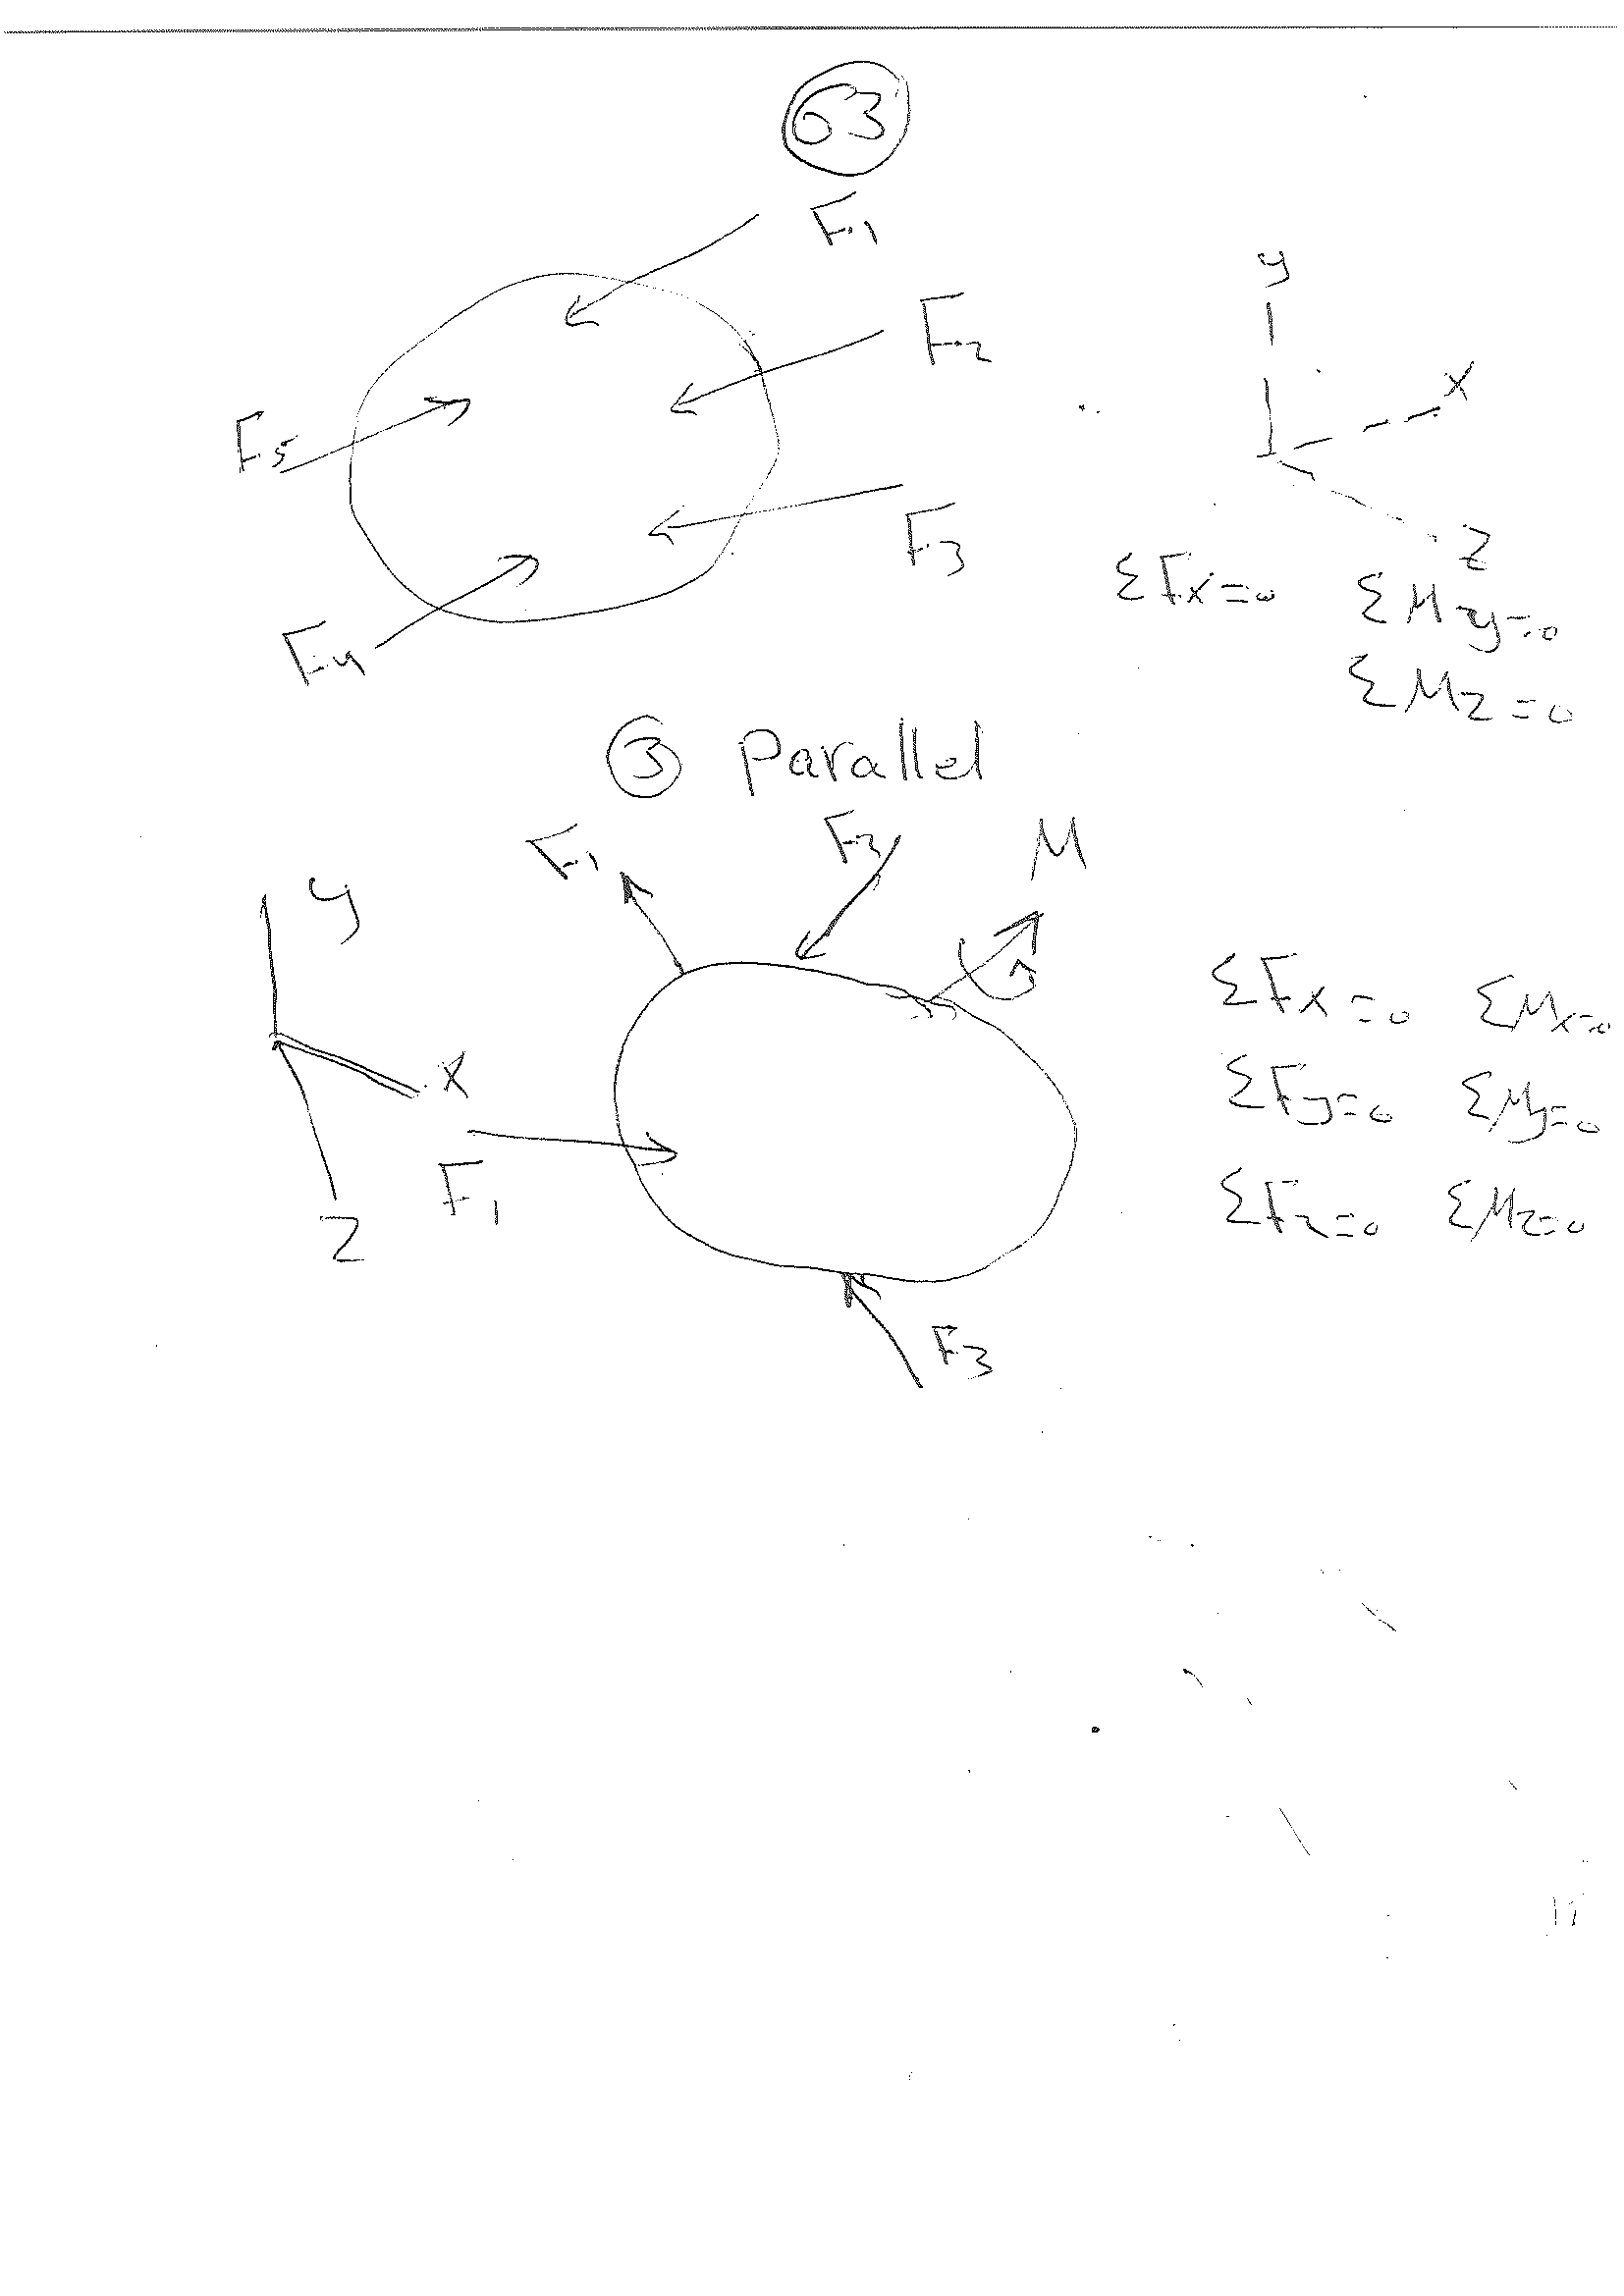 63
F1
y
F2
x
F5
F3
Z
ΣFx=0 ΣMy=0
F4
ΣMZ=0
③ Parallel
F1 F2 M
y
ΣFx=0 ΣMx=0
x
ΣFy=0 ΣMy=0
F1
ΣFz=0 ΣMz=0
Z
F3